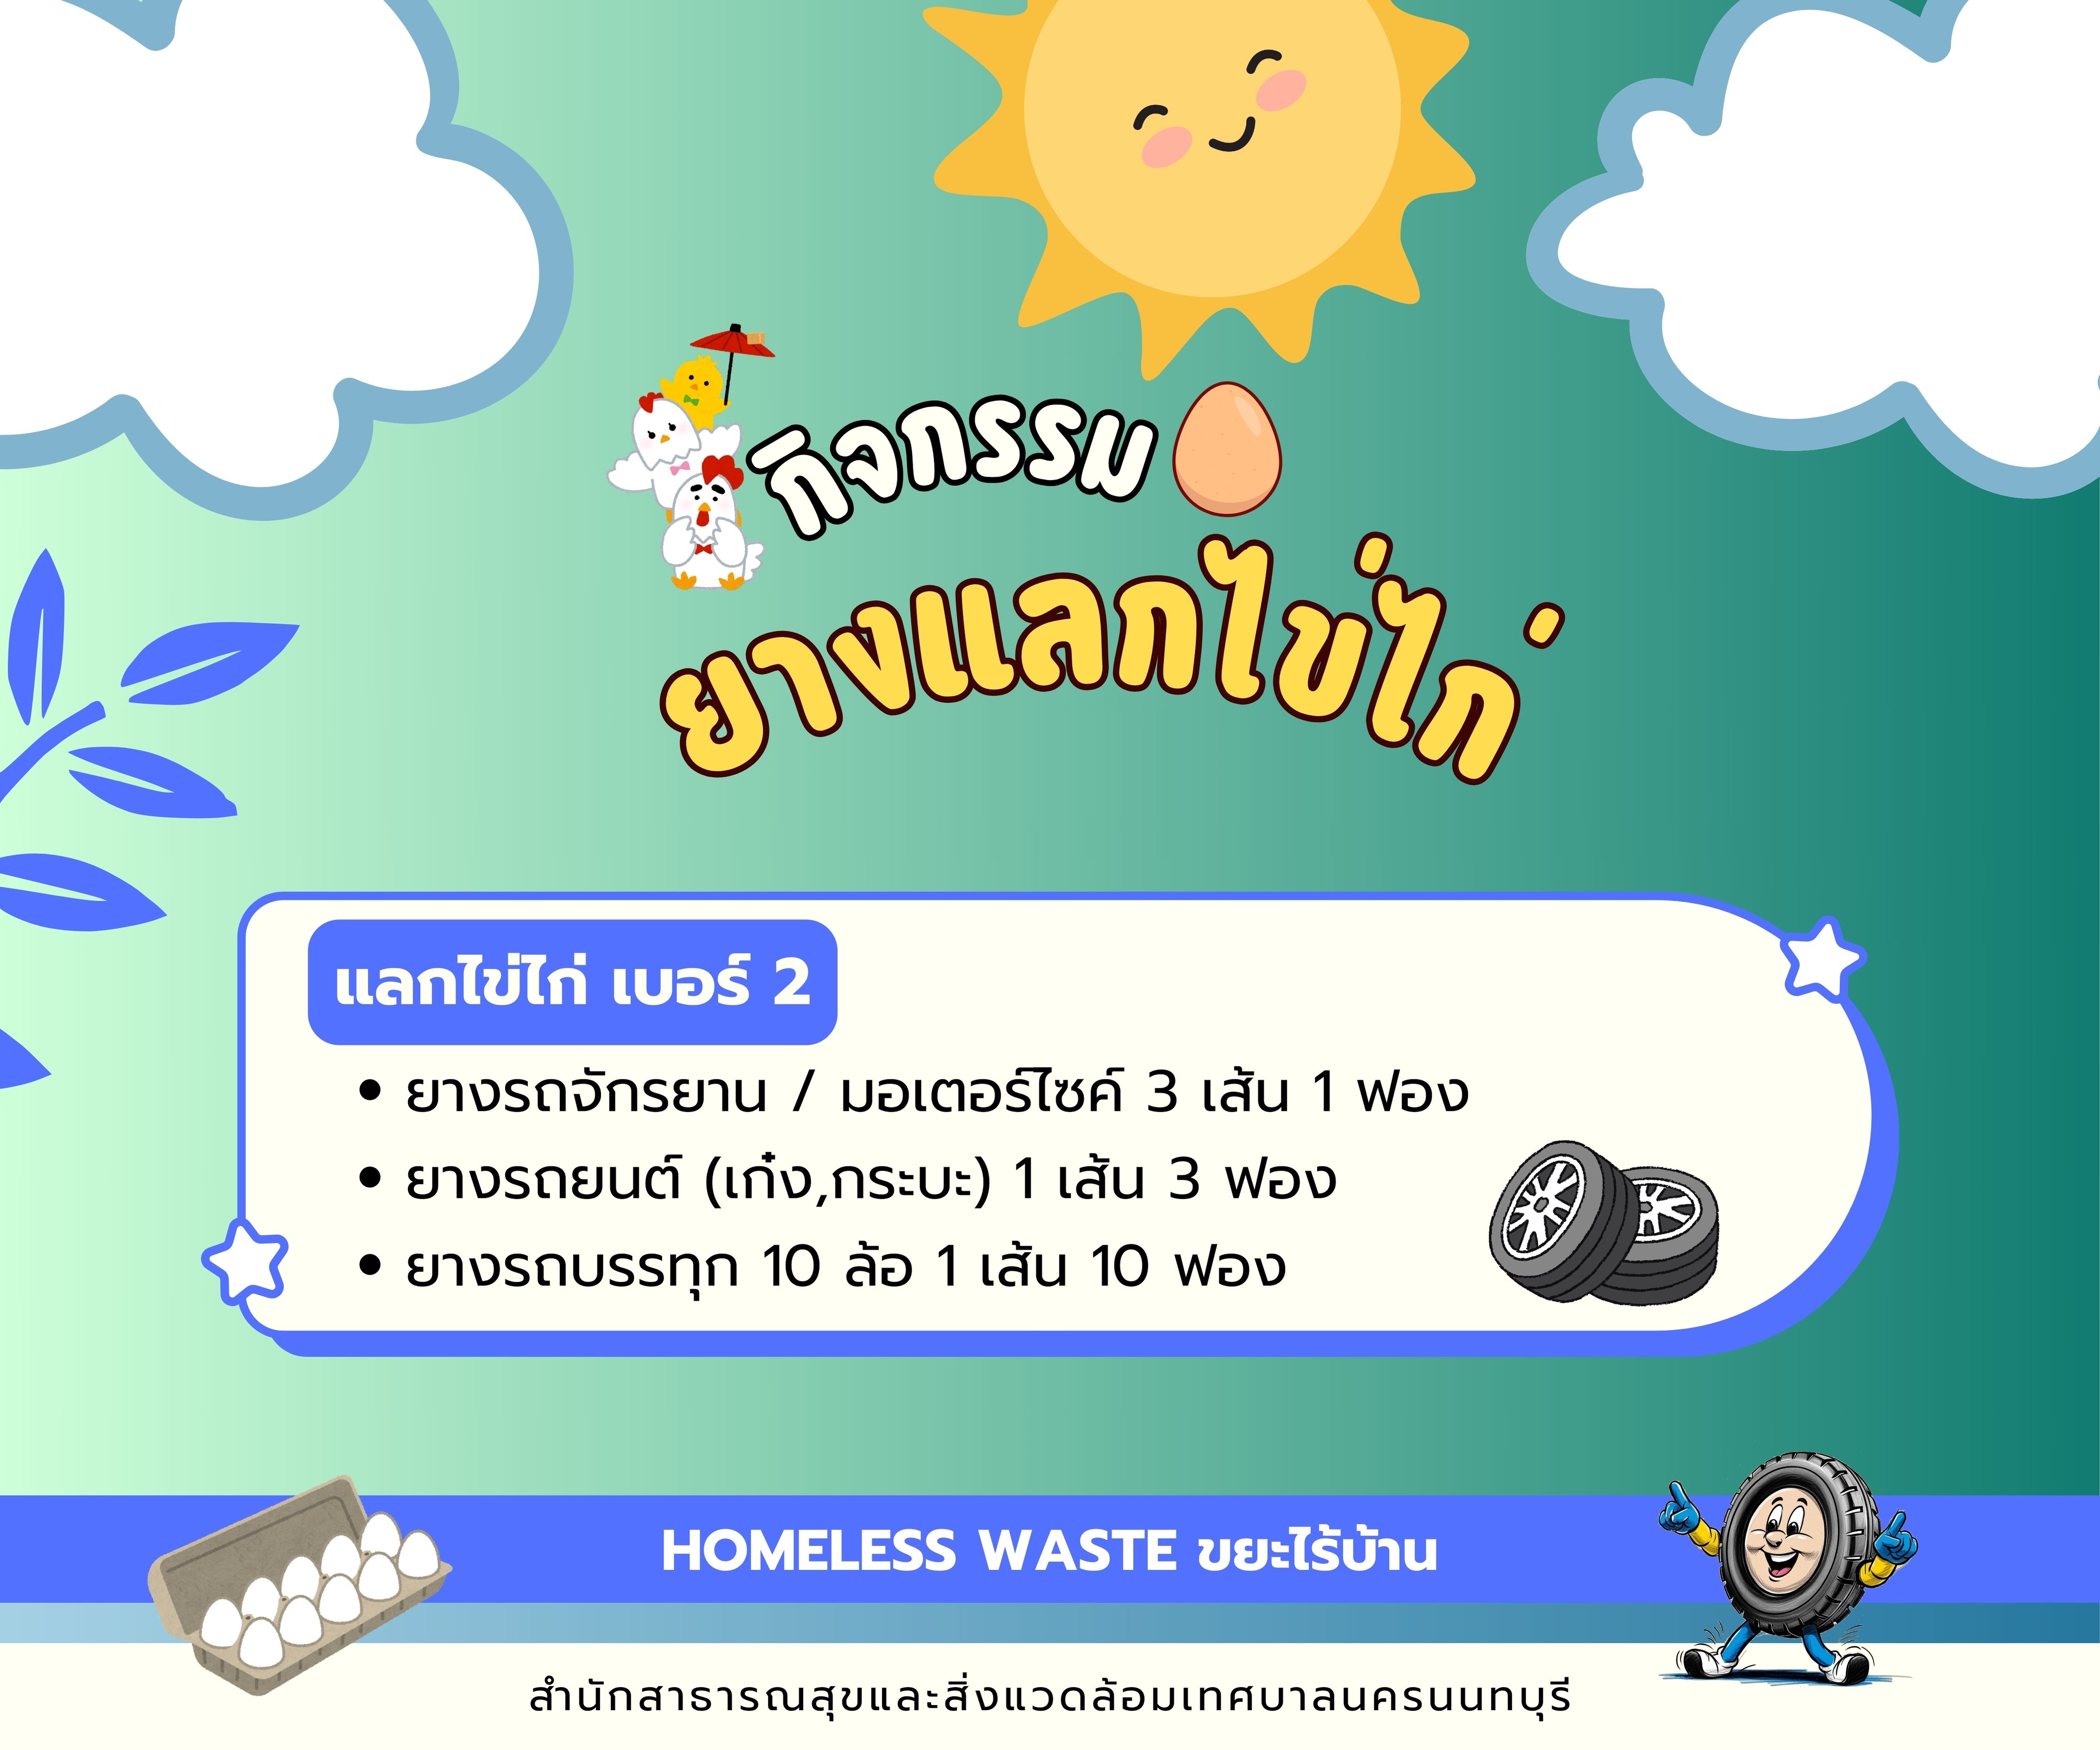 กิจกรรม
ยางแลกไข่ไก่
แลกไข่ไก่ เบอร์ 2
• ยางรถจักรยาน / มอเตอร์ไซค์ 3 เส้น 1 ฟอง
• ยางรถยนต์ (เก๋ง,กระบะ) 1 เส้น 3 ฟอง
• ยางรถบรรทุก 10 ล้อ 1 เส้น 10 ฟอง
HOMELESS WASTE ขยะไร้บ้าน
สำนักสาธารณสุขและสิ่งแวดล้อมเทศบาลนครนนทบุรี